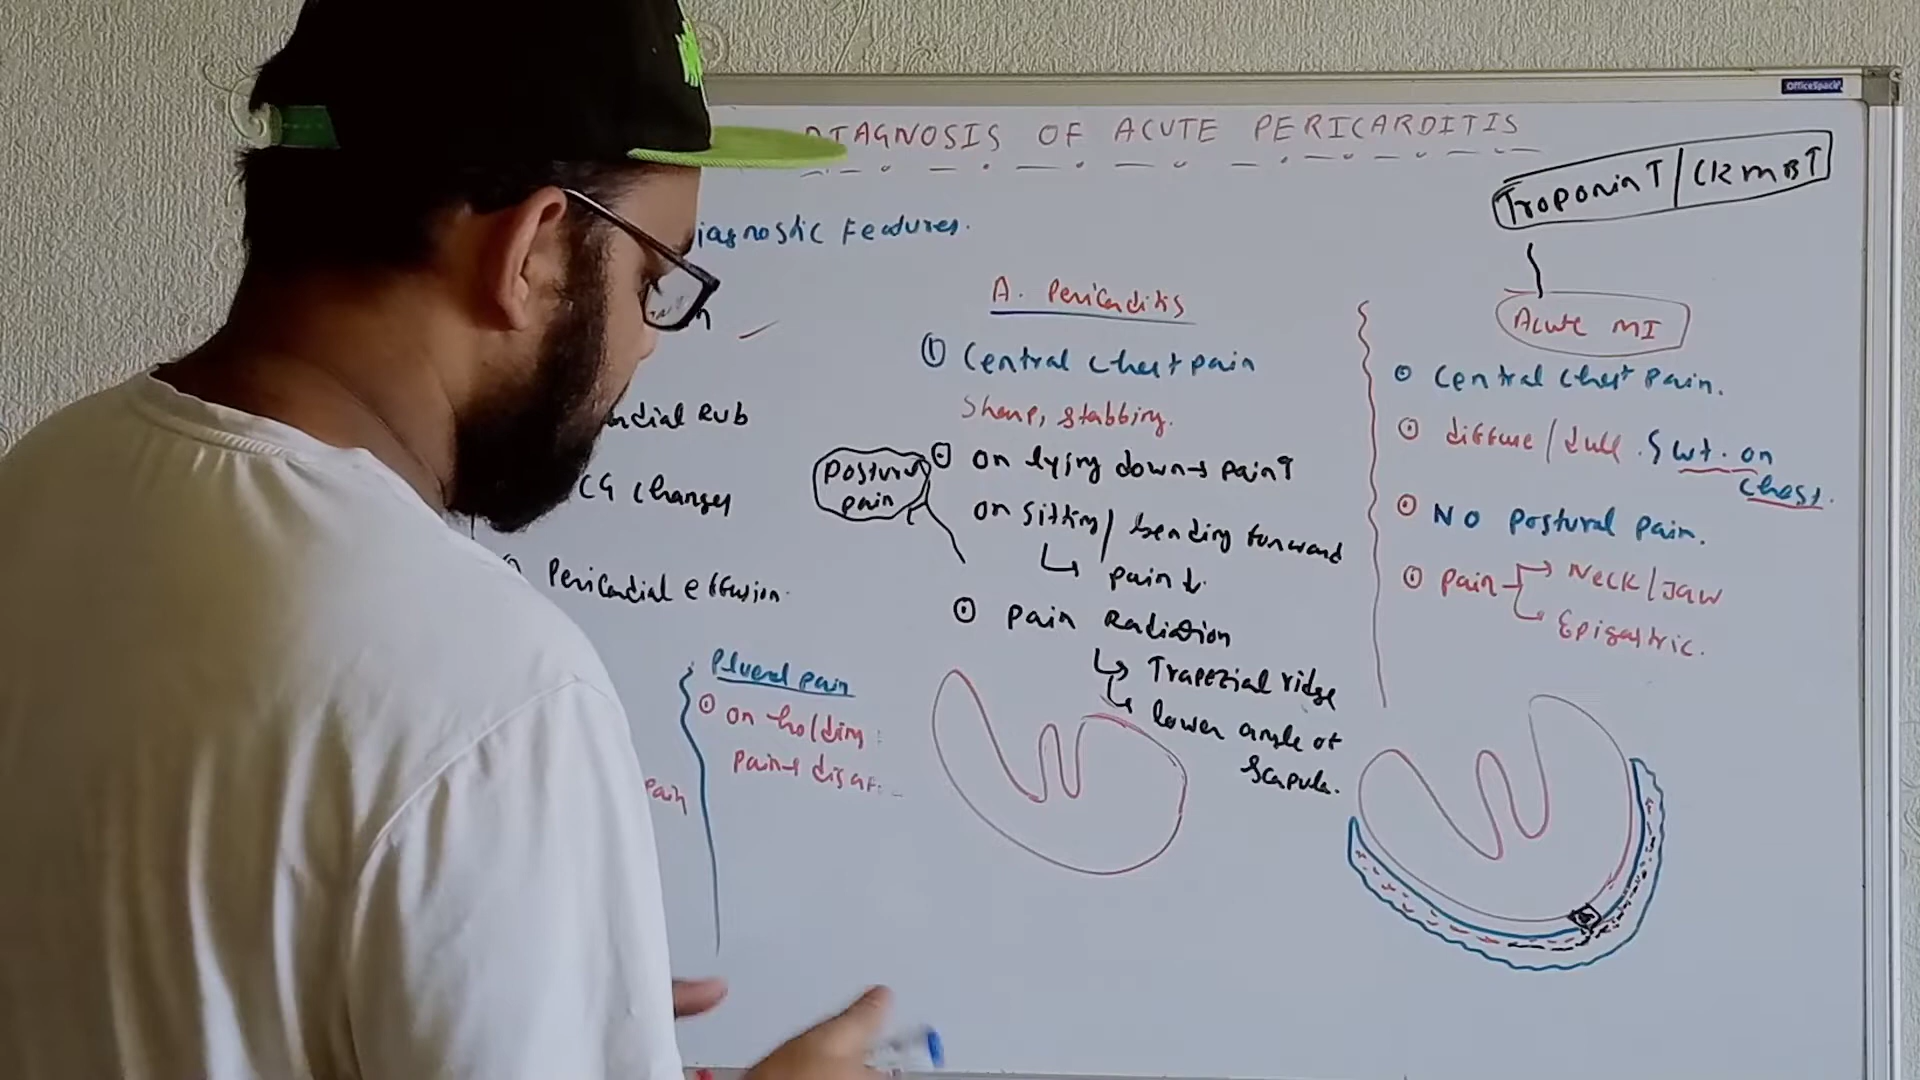 OfficeSpace
DIAGNOSIS OF ACUTE PERICARDITIS
Troponin T / CK MB ↑
iagnostic Features.
A. Pericarditis
① Central chest pain
Sharp, stabbing.
Postural
pain
⊙ on lying down → pain ↑
on sitting / bending forward
↳ pain ↓.
⊙ pain Radiation
↳ Trapezial ridge
↳ lower angle of
Scapula.
Acute MI
⊙ Central chest pain.
⊙ diffuse / dull. & wt. on
chest.
⊙ NO Postural pain.
⊙ pain → Neck / Jaw
↳ Epigastric.
n
rdial Rub
CG changes
Pericardial effusion.
pain
Pleural pain
⊙ on holding
pain → disa